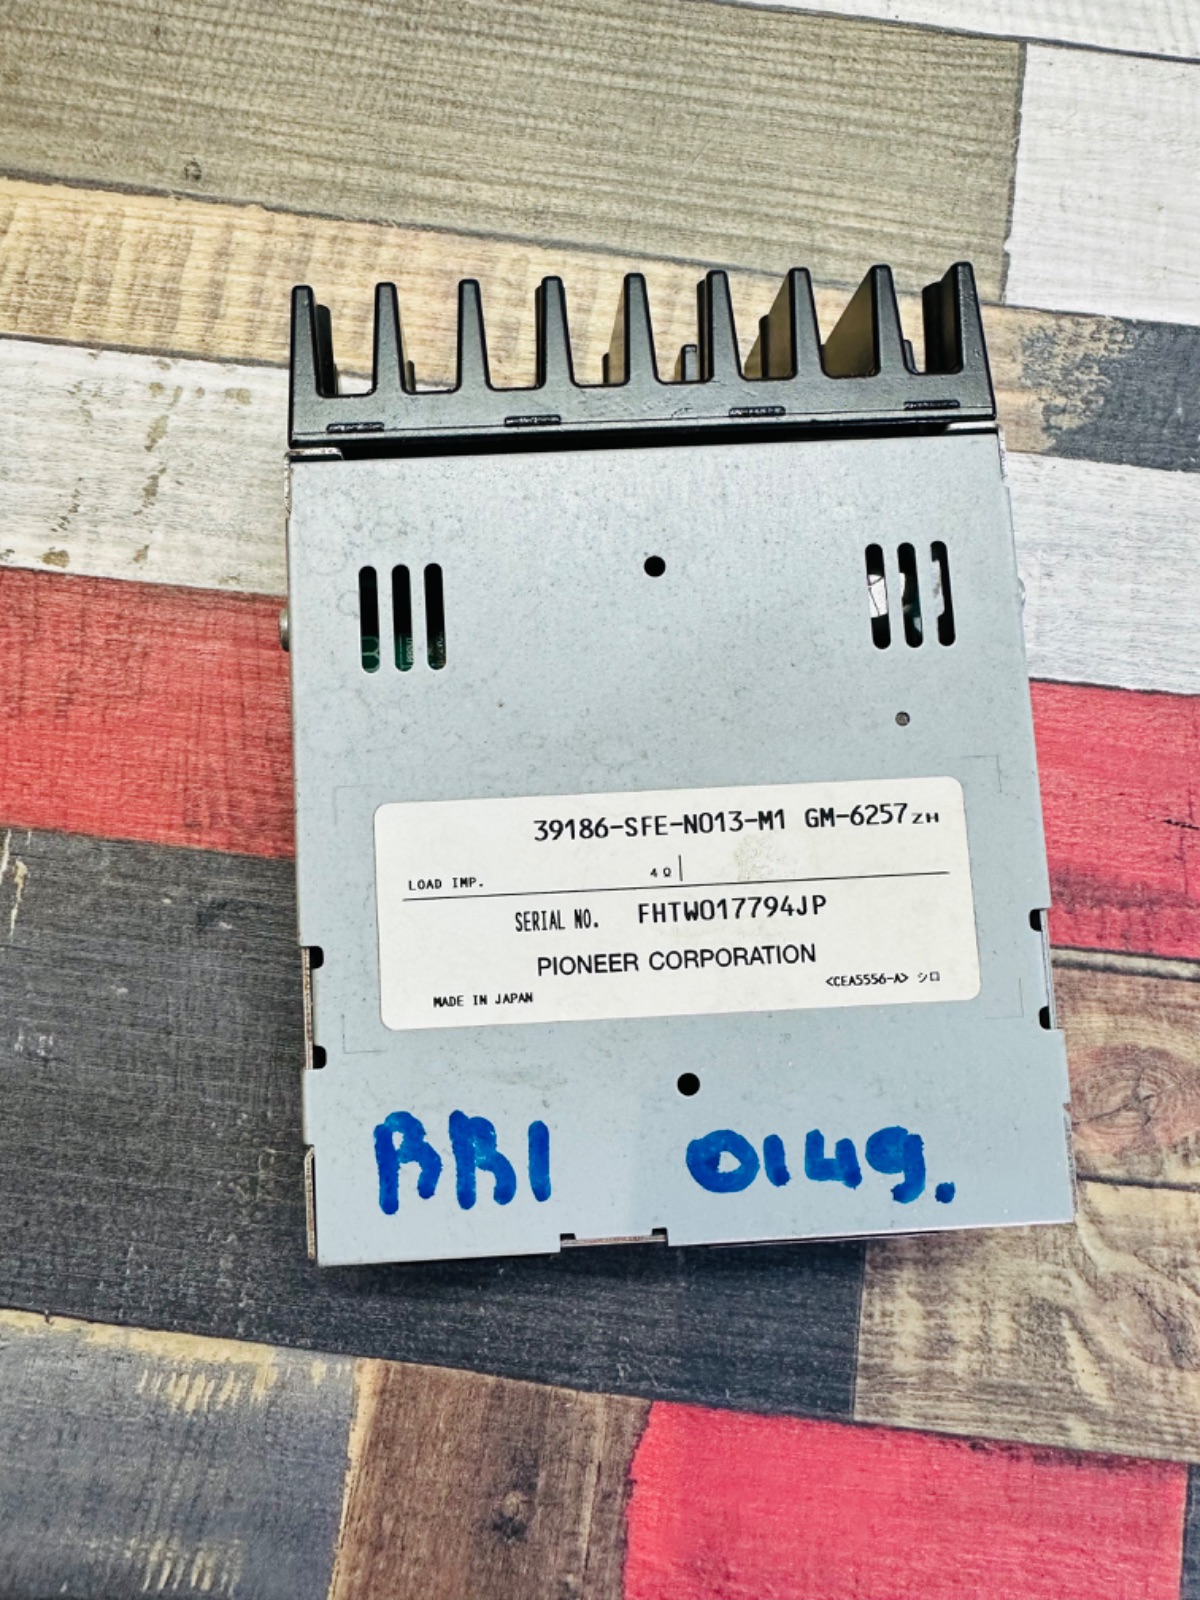 39186-SFE-N013-M1 GM-6257ZH
LOAD IMP. 4Ω
SERIAL NO. FHTW017794JP
PIONEER CORPORATION
MADE IN JAPAN <CEA5556-A> シロ
RR1 0149.